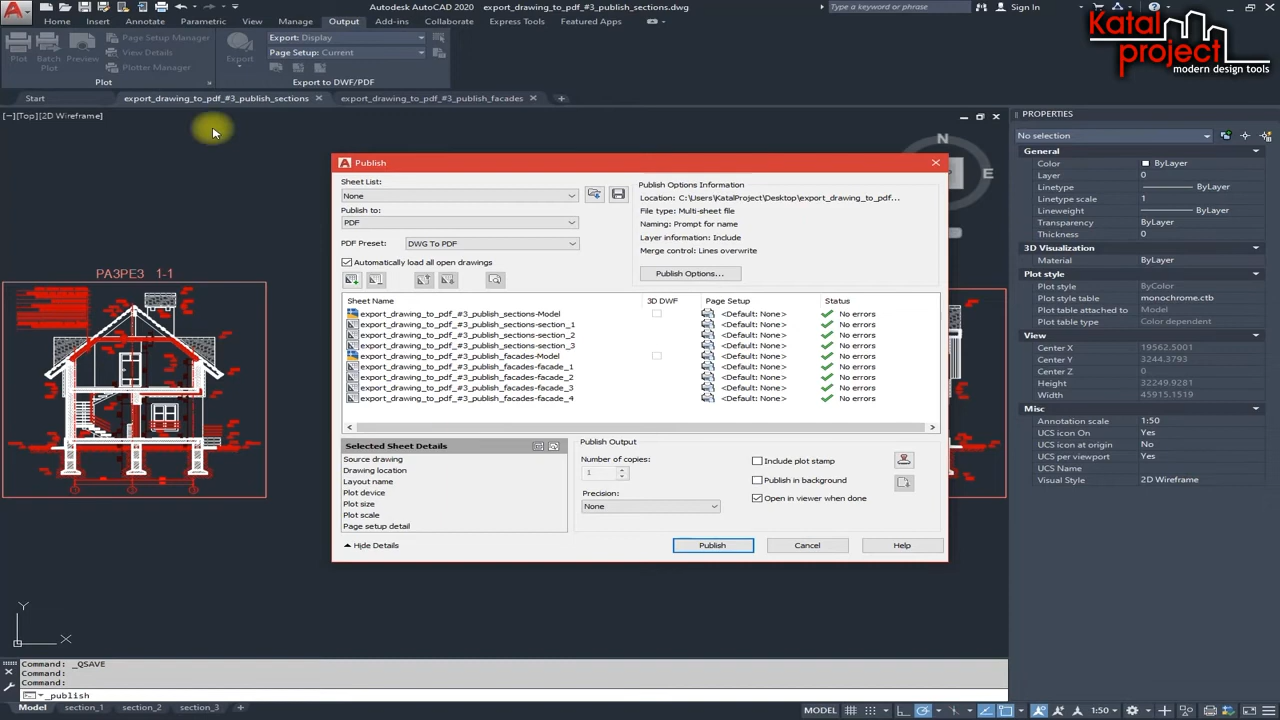 Autodesk AutoCAD 2020 export_drawing_to_pdf_#3_publish_sections.dwg
Type a keyword or phrase
Sign In
Home Insert Annotate Parametric View Manage Output Add-ins Collaborate Express Tools Featured Apps
Katal
project
modern design tools
Plot
Batch
Plot
Preview
Page Setup Manager
View Details
Plotter Manager
Export
Export: Display
Page Setup: Current
Plot
Export to DWF/PDF
Start
export_drawing_to_pdf_#3_publish_sections
export_drawing_to_pdf_#3_publish_facades
[−][Top][2D Wireframe]
N
E
РАЗРЕЗ 1-1
Publish
Sheet List:
None
Publish to:
PDF
PDF Preset: DWG To PDF
Automatically load all open drawings
Publish Options Information
Location: C:\Users\KatalProject\Desktop\export_drawing_to_pdf...
File type: Multi-sheet file
Naming: Prompt for name
Layer information: Include
Merge control: Lines overwrite
Publish Options...
Sheet Name 3D DWF Page Setup Status
export_drawing_to_pdf_#3_publish_sections-Model <Default: None> No errors
export_drawing_to_pdf_#3_publish_sections-section_1 <Default: None> No errors
export_drawing_to_pdf_#3_publish_sections-section_2 <Default: None> No errors
export_drawing_to_pdf_#3_publish_sections-section_3 <Default: None> No errors
export_drawing_to_pdf_#3_publish_facades-Model <Default: None> No errors
export_drawing_to_pdf_#3_publish_facades-facade_1 <Default: None> No errors
export_drawing_to_pdf_#3_publish_facades-facade_2 <Default: None> No errors
export_drawing_to_pdf_#3_publish_facades-facade_3 <Default: None> No errors
export_drawing_to_pdf_#3_publish_facades-facade_4 <Default: None> No errors
Selected Sheet Details
Source drawing
Drawing location
Layout name
Plot device
Plot size
Plot scale
Page setup detail
Hide Details
Publish Output
Number of copies:
1
Precision:
None
Include plot stamp
Publish in background
Open in viewer when done
Publish
Cancel
Help
PROPERTIES
No selection
General
Color ByLayer
Layer 0
Linetype ByLayer
Linetype scale 1
Lineweight ByLayer
Transparency ByLayer
Thickness 0
3D Visualization
Material ByLayer
Plot style
Plot style ByColor
Plot style table monochrome.ctb
Plot table attached to Model
Plot table type Color dependent
View
Center X 19562.5001
Center Y 3244.3793
Center Z 0
Height 32249.9281
Width 45915.1519
Misc
Annotation scale 1:50
UCS icon On Yes
UCS icon at origin No
UCS per viewport Yes
UCS Name
Visual Style 2D Wireframe
Y
X
Command: _QSAVE
Command:
Command:
_publish
Model section_1 section_2 section_3
MODEL
1:50